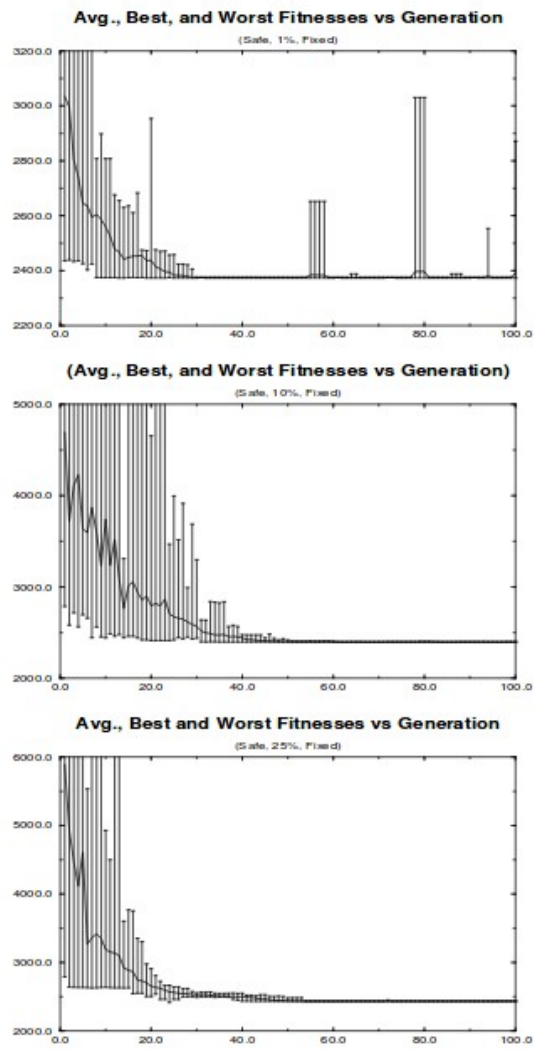 Avg., Best, and Worst Fitnesses vs Generation
(Safe, 1%, Fixed)
3200.0
3000.0
2800.0
2600.0
2400.0
2200.0
0.0 20.0 40.0 60.0 80.0 100.0
(Avg., Best, and Worst Fitnesses vs Generation)
(Safe, 10%, Fixed)
5000.0
4000.0
3000.0
2000.0
0.0 20.0 40.0 60.0 80.0 100.0
Avg., Best and Worst Fitnesses vs Generation
(Safe, 25%, Fixed)
6000.0
5000.0
4000.0
3000.0
2000.0
0.0 20.0 40.0 60.0 80.0 100.0